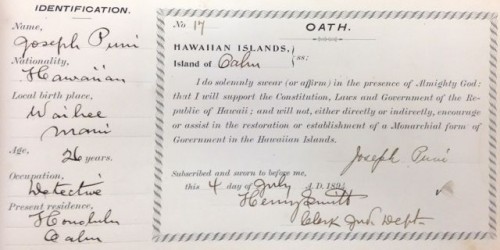 IDENTIFICATION.
Name,
Joseph Puni
Nationality,
Hawaiian
Local birth place,
Waihee
Maui
Age,
26 years.
Occupation,
Detective
Present residence,
Honolulu
Oahu
No 17
OATH.
HAWAIIAN ISLANDS,
Island of Oahu } ss:
I do solemnly swear (or affirm) in the presence of Almighty God:
that I will support the Constitution, Laws and Government of the Re-
public of Hawaii; and will not, either directly or indirectly, encourage
or assist in the restoration or establishment of a Monarchial form of
Government in the Hawaiian Islands.
Joseph Puni
Subscribed and sworn to before me,
this 4 day of July A.D. 189
Henry Smith
Clerk Jud. Dept.